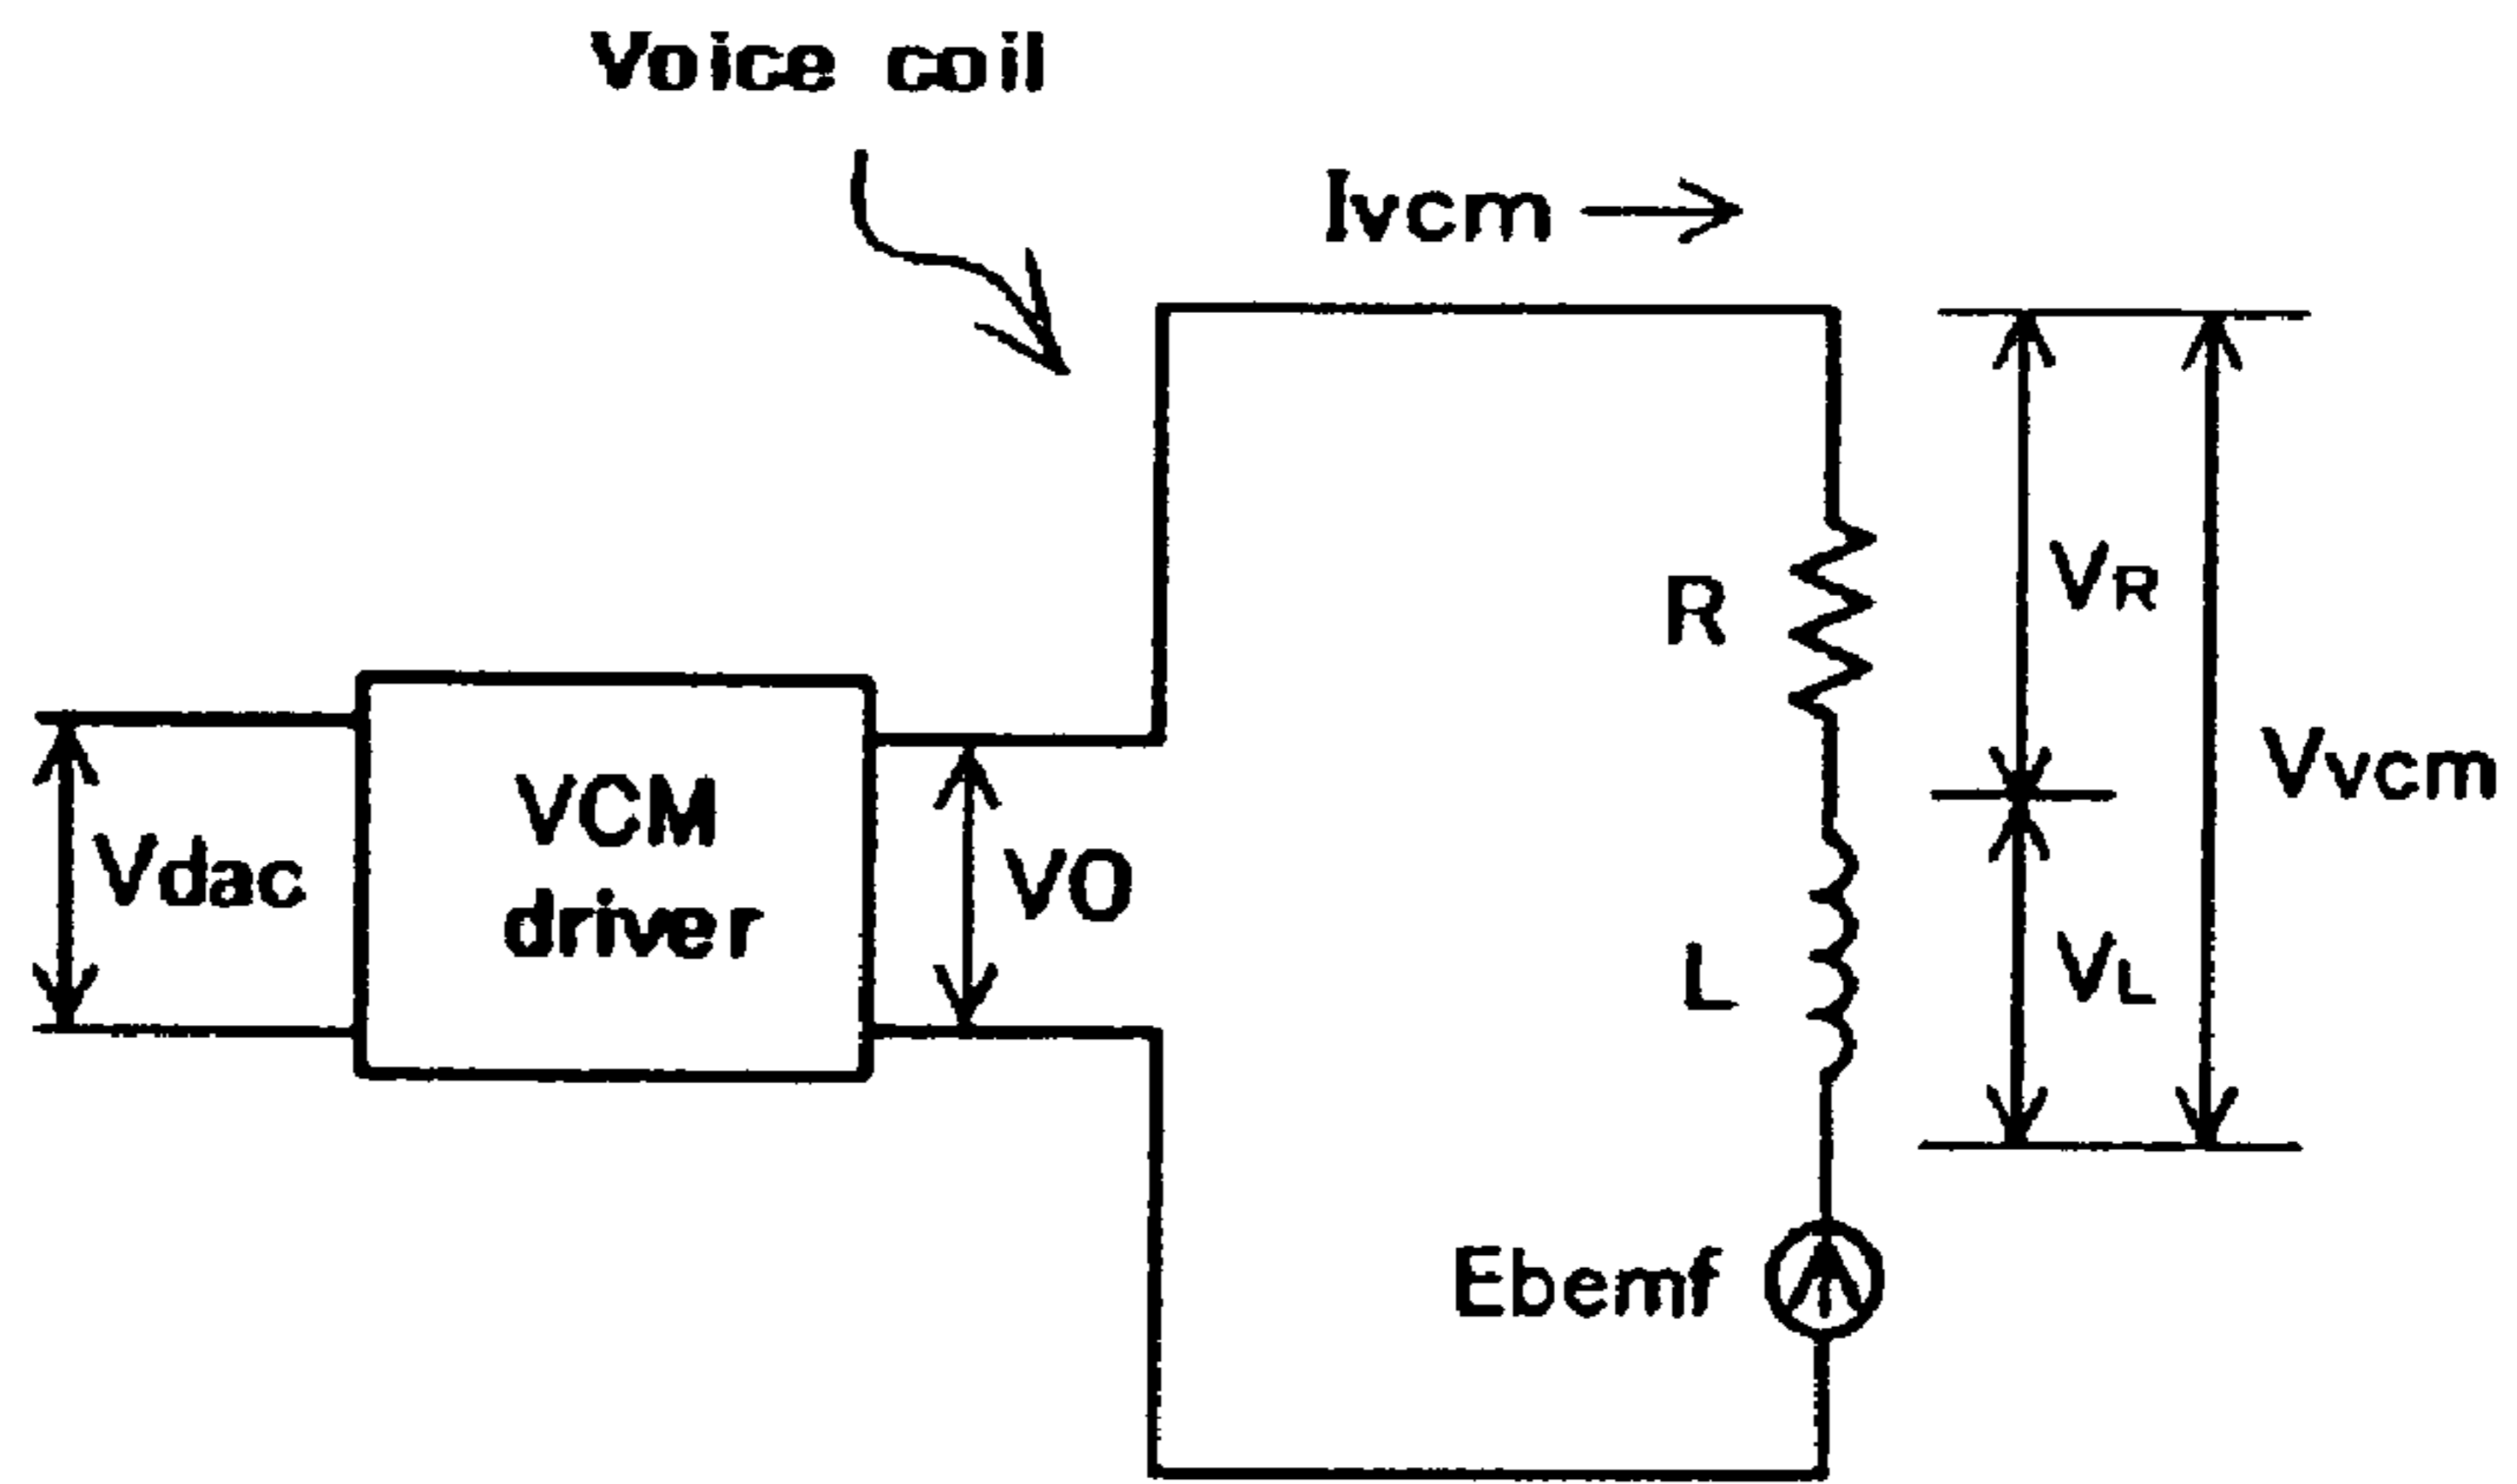 Voice coil
Ivcm
R
VR
Vvcm
Vdac
VCM
driver
VO
L
VL
Ebemf